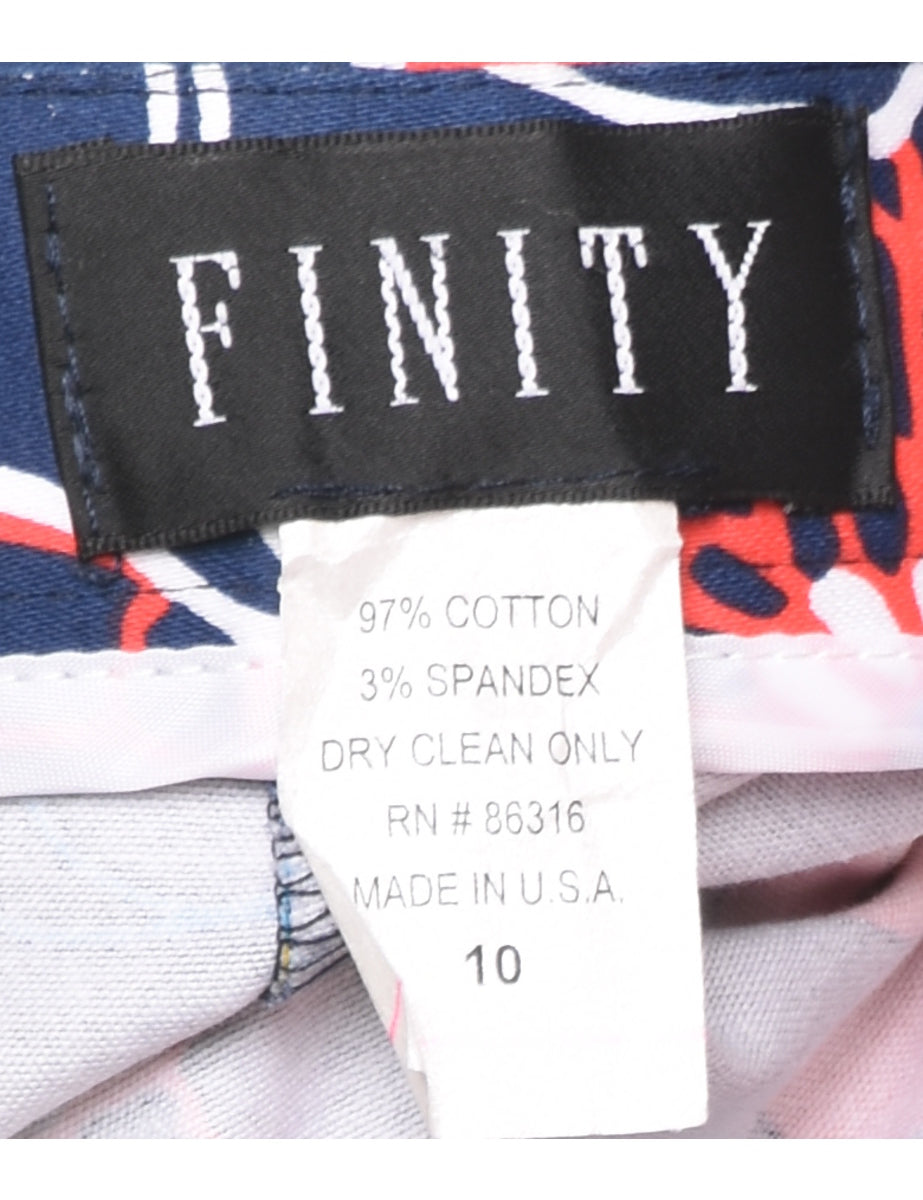 FINITY
97% COTTON
3% SPANDEX
DRY CLEAN ONLY
RN # 86316
MADE IN U.S.A.
10